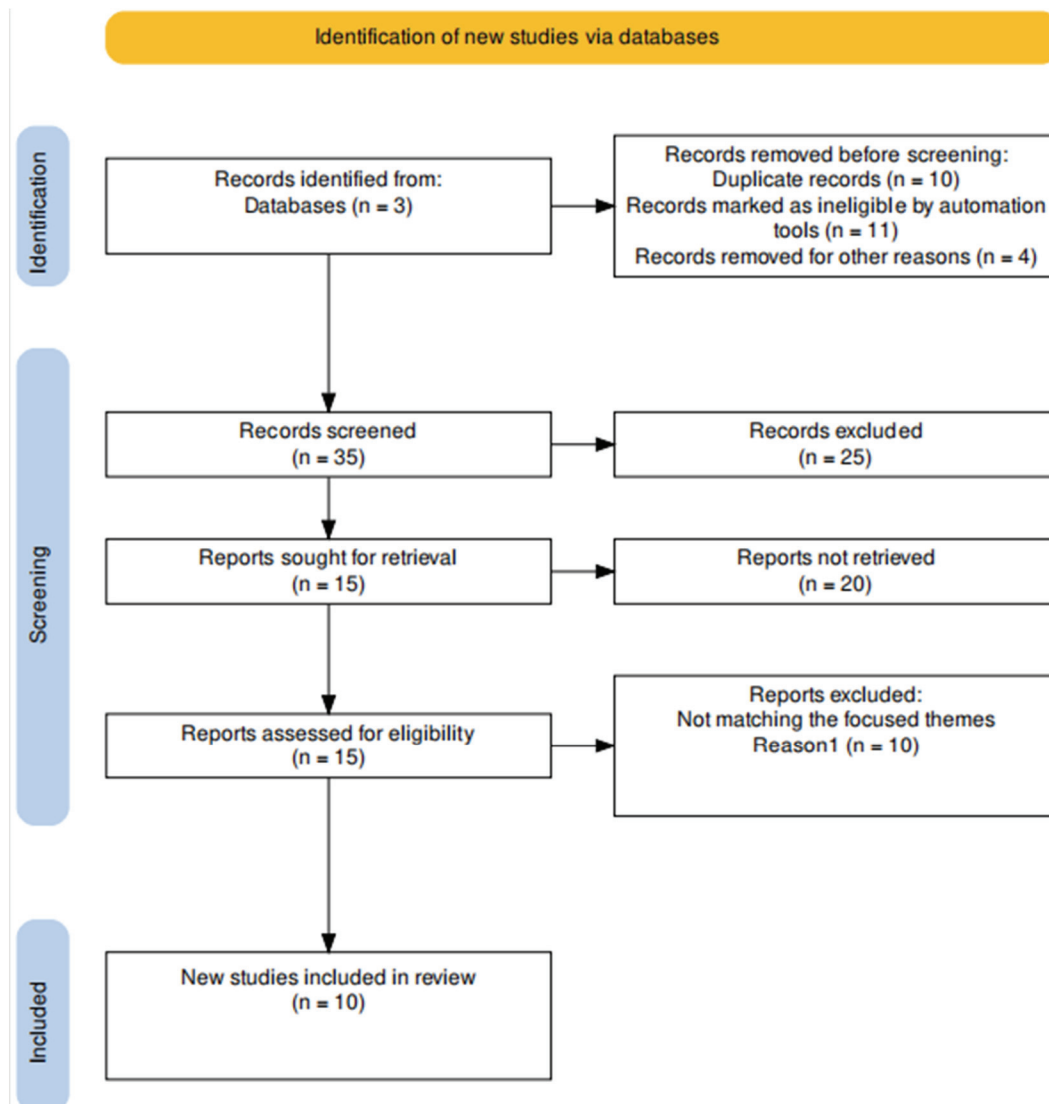 Identification of new studies via databases
Identification
Records identified from:
Databases (n = 3)
Records removed before screening:
Duplicate records (n = 10)
Records marked as ineligible by automation
tools (n = 11)
Records removed for other reasons (n = 4)
Screening
Records screened
(n = 35)
Records excluded
(n = 25)
Reports sought for retrieval
(n = 15)
Reports not retrieved
(n = 20)
Reports assessed for eligibility
(n = 15)
Reports excluded:
Not matching the focused themes
Reason1 (n = 10)
Included
New studies included in review
(n = 10)